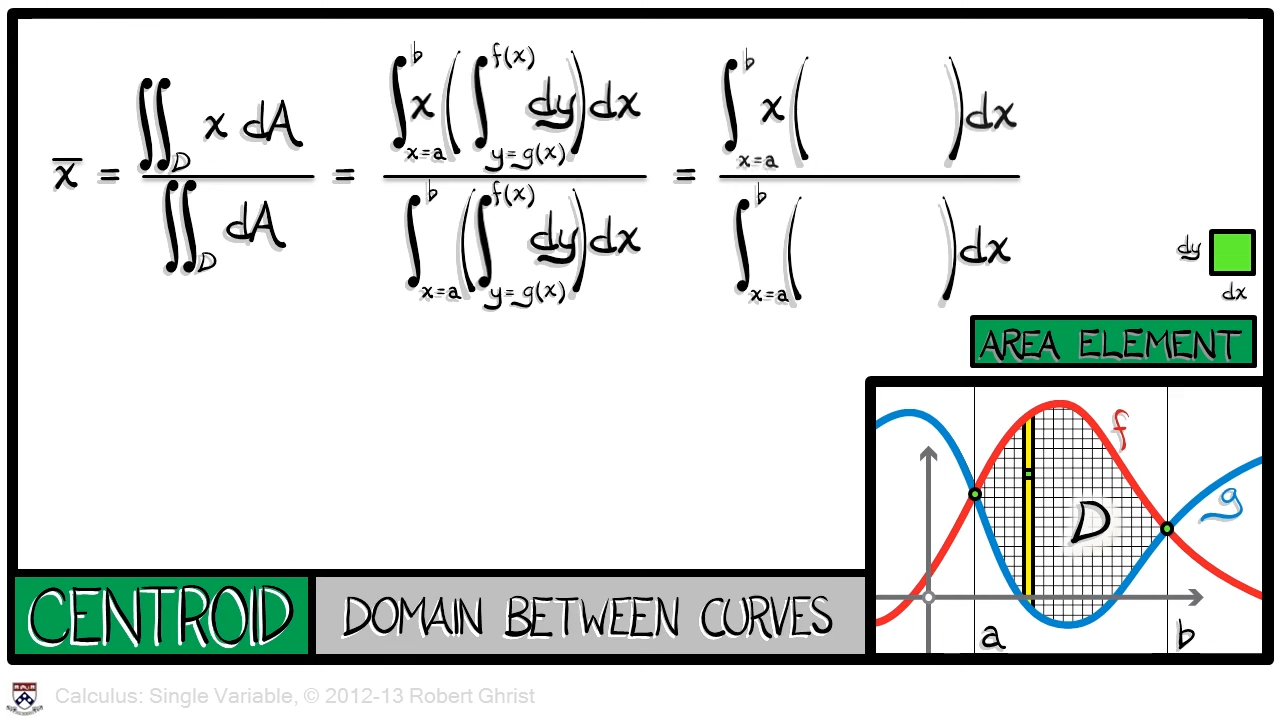 x̄ = ∬_D x dA / ∬_D dA = ∫_{x=a}^{b} x ( ∫_{y=g(x)}^{f(x)} dy ) dx / ∫_{x=a}^{b} ( ∫_{y=g(x)}^{f(x)} dy ) dx = ∫_{x=a}^{b} x ( ) dx / ∫_{x=a}^{b} ( ) dx
dy
dx
AREA ELEMENT
f
g
D
a b
CENTROID DOMAIN BETWEEN CURVES
Calculus: Single Variable, © 2012-13 Robert Ghrist